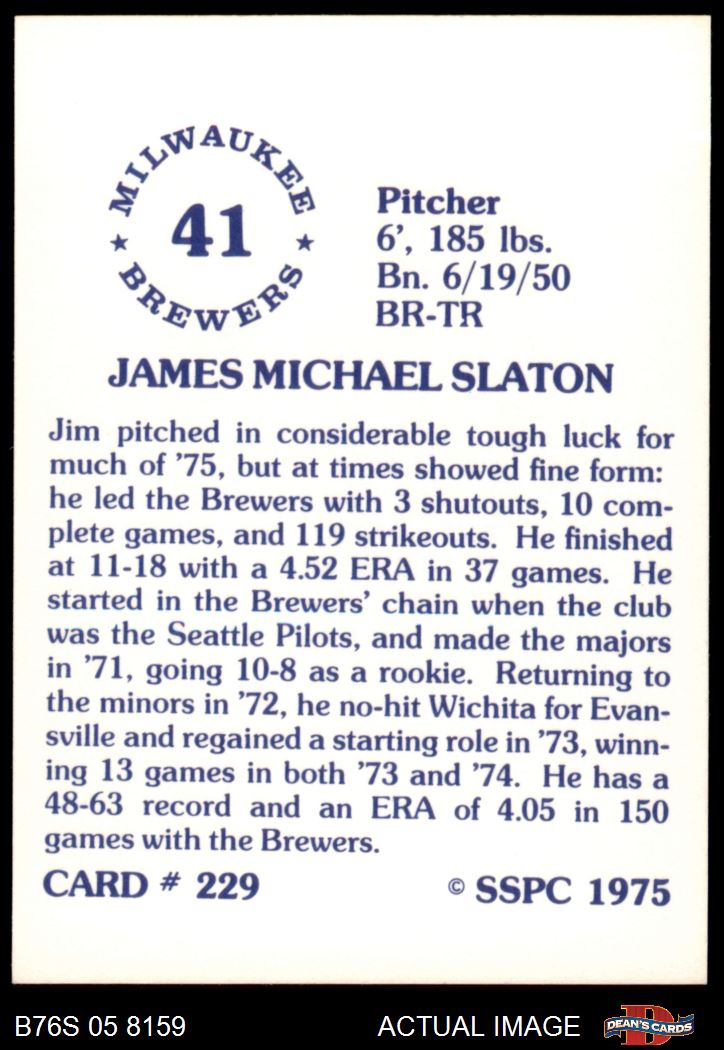 MILWAUKEE
41
BREWERS
Pitcher
6', 185 lbs.
Bn. 6/19/50
BR-TR
JAMES MICHAEL SLATON
Jim pitched in considerable tough luck for
much of '75, but at times showed fine form:
he led the Brewers with 3 shutouts, 10 com-
plete games, and 119 strikeouts. He finished
at 11-18 with a 4.52 ERA in 37 games. He
started in the Brewers' chain when the club
was the Seattle Pilots, and made the majors
in '71, going 10-8 as a rookie. Returning to
the minors in '72, he no-hit Wichita for Evan-
sville and regained a starting role in '73, winn-
ing 13 games in both '73 and '74. He has a
48-63 record and an ERA of 4.05 in 150
games with the Brewers.
CARD # 229
© SSPC 1975
B76S 05 8159
ACTUAL IMAGE
D
DEAN'S CARDS